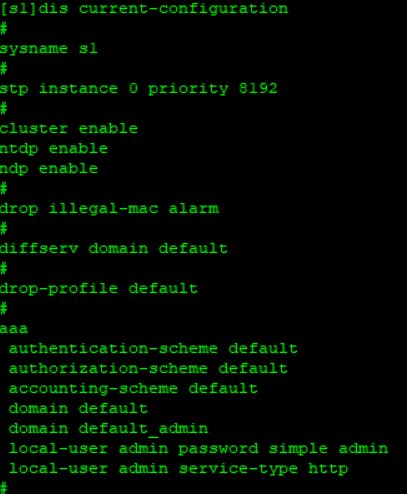 [sl]dis current-configuration
#
sysname sl
#
stp instance 0 priority 8192
#
cluster enable
ntdp enable
ndp enable
#
drop illegal-mac alarm
#
diffserv domain default
#
drop-profile default
#
aaa
authentication-scheme default
authorization-scheme default
accounting-scheme default
domain default
domain default_admin
local-user admin password simple admin
local-user admin service-type http
#